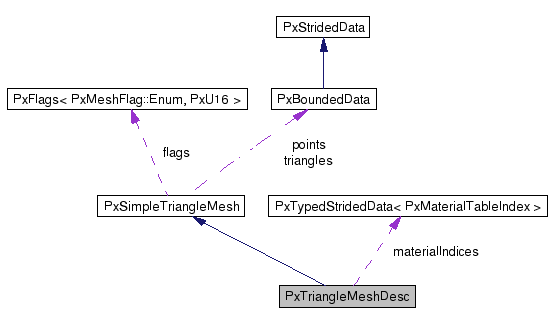 PxStridedData
PxFlags< PxMeshFlag::Enum, PxU16 >
PxBoundedData
flags
points
triangles
PxSimpleTriangleMesh
PxTypedStridedData< PxMaterialTableIndex >
materialIndices
PxTriangleMeshDesc